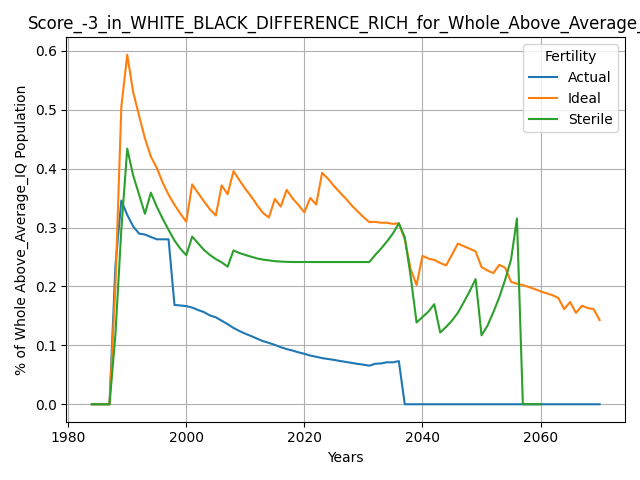 Score_-3_in_WHITE_BLACK_DIFFERENCE_RICH_for_Whole_Above_Average_
0.6
0.5
0.4
0.3
0.2
0.1
0.0
% of Whole Above_Average_IQ Population
Fertility
Actual
Ideal
Sterile
1980
2000
2020
2040
2060
Years